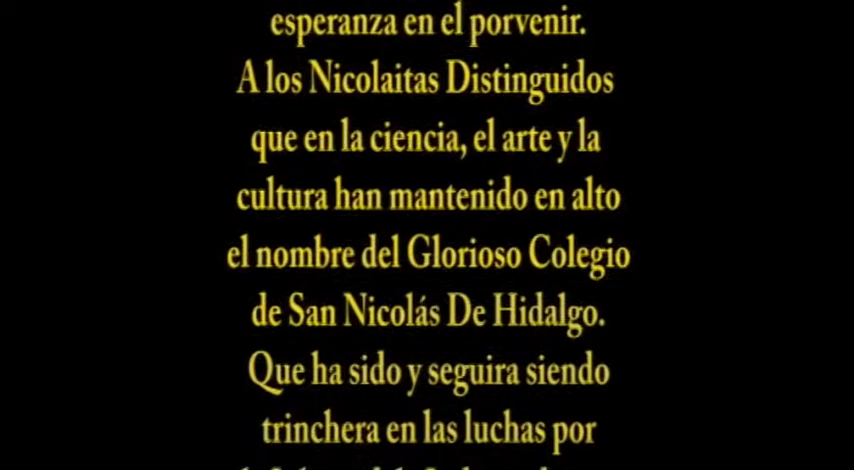 esperanza en el porvenir.
A los Nicolaitas Distinguidos
que en la ciencia, el arte y la
cultura han mantenido en alto
el nombre del Glorioso Colegio
de San Nicolás De Hidalgo.
Que ha sido y seguira siendo
trinchera en las luchas por